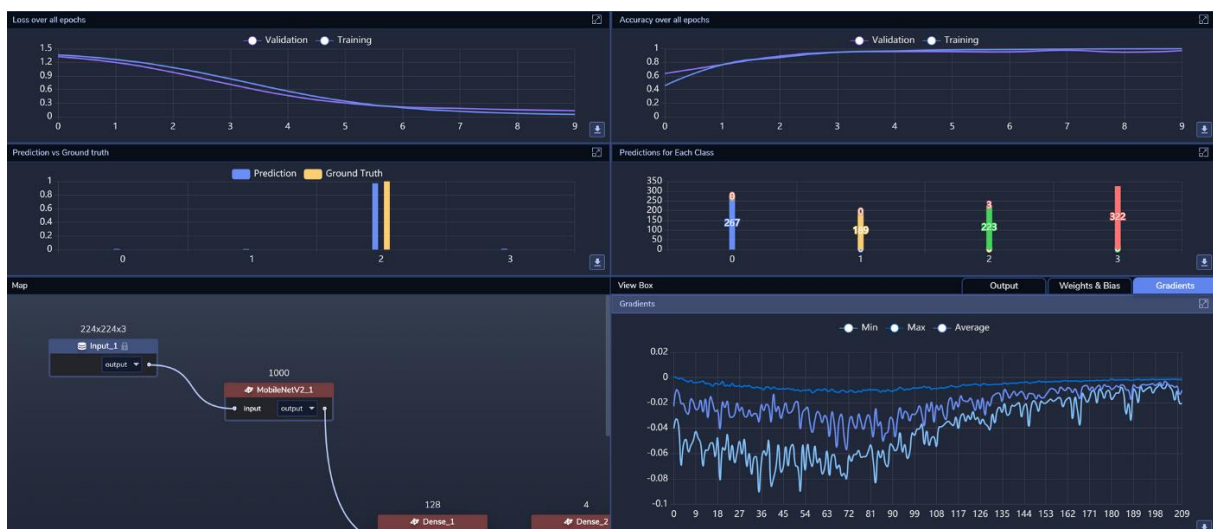 Loss over all epochs
Validation Training
1.5
1.2
0.9
0.6
0.3
0
0 1 2 3 4 5 6 7 8 9
Accuracy over all epochs
Validation Training
1
0.8
0.6
0.4
0.2
0
0 1 2 3 4 5 6 7 8 9
Prediction vs Ground truth
Prediction Ground Truth
1
0.8
0.6
0.4
0.2
0
0 1 2 3
Predictions for Each Class
350
300
250
200
150
100
50
0
0 0 3
267 189 223 322
0 1 2 3
Map
224x224x3
Input_1
output
1000
MobileNetV2_1
input output
128
Dense_1
4
Dense_2
View Box
Output Weights & Bias Gradients
Gradients
Min Max Average
0.02
0
-0.02
-0.04
-0.06
-0.08
-0.1
0 9 18 27 36 45 54 63 72 81 90 99 108 117 126 135 144 153 161 170 180 189 198 209